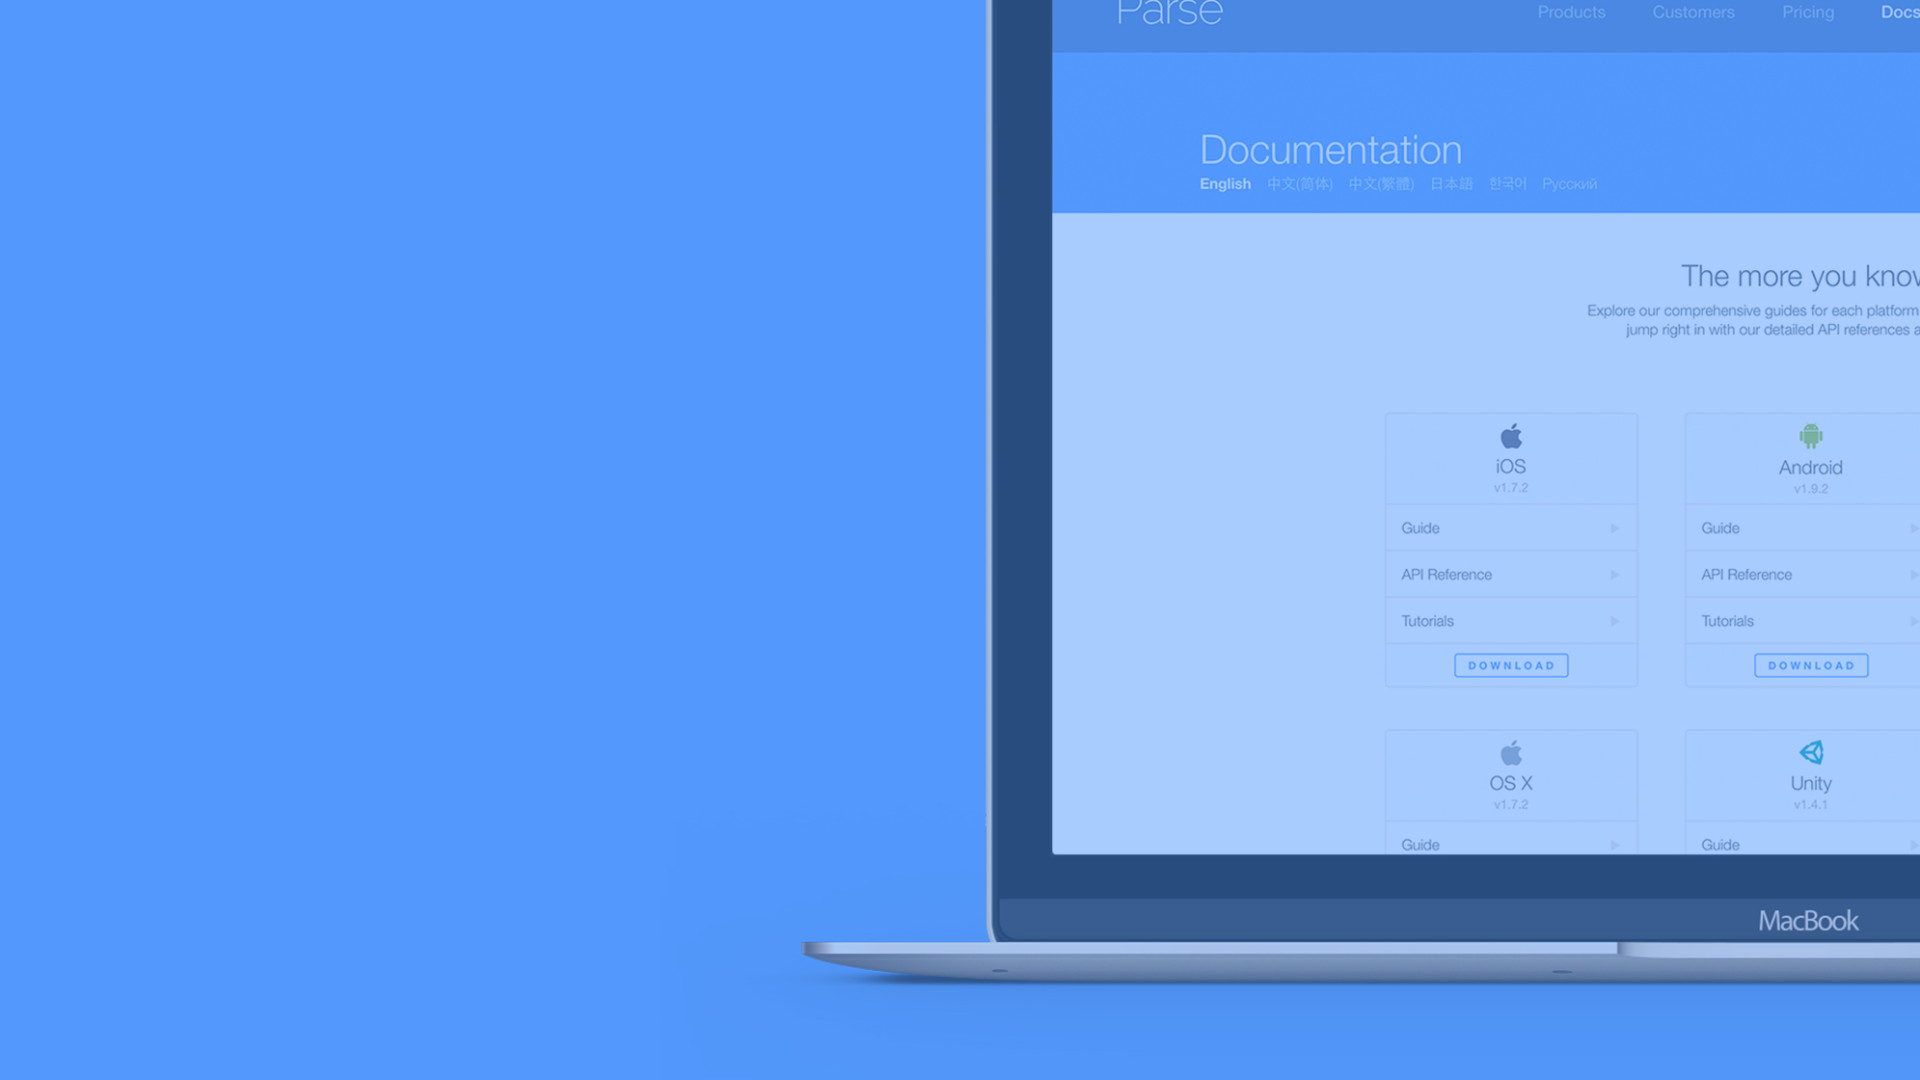 Parse
Products Customers Pricing Docs
Documentation
English 中文(简体) 中文(繁體) 日本語 한국어 Русский
The more you know
Explore our comprehensive guides for each platform
jump right in with our detailed API references
iOS
v1.7.2
Guide
API Reference
Tutorials
DOWNLOAD
Android
v1.9.2
Guide
API Reference
Tutorials
DOWNLOAD
OS X
v1.7.2
Guide
Unity
v1.4.1
Guide
MacBook